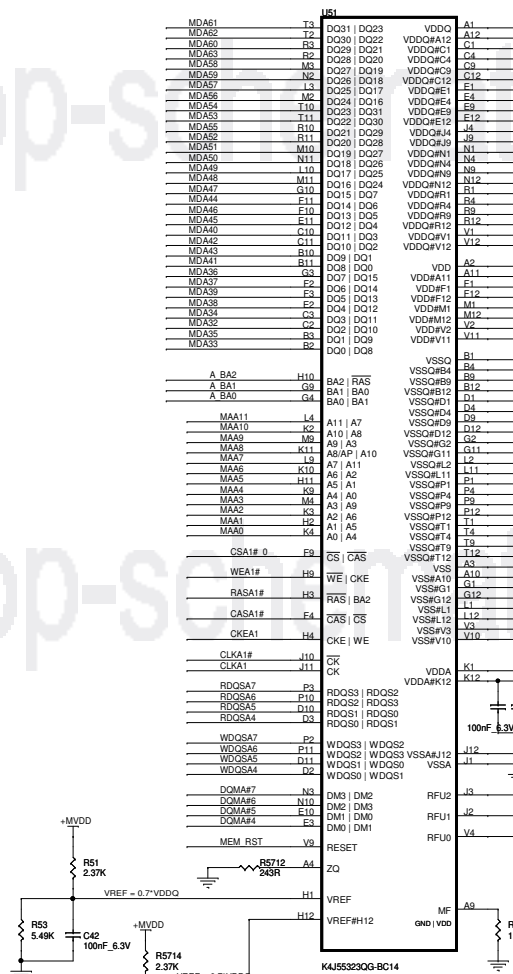 U51
MDA61 T3 DQ31 | DQ23 VDDQ A1
MDA62 T2 DQ30 | DQ22 VDDQ#A12 A12
MDA60 R3 DQ29 | DQ21 VDDQ#C1 C1
MDA63 R2 DQ28 | DQ20 VDDQ#C4 C4
MDA58 M3 DQ27 | DQ19 VDDQ#C9 C9
MDA59 N2 DQ26 | DQ18 VDDQ#C12 C12
MDA57 L3 DQ25 | DQ17 VDDQ#E1 E1
MDA56 M2 DQ24 | DQ16 VDDQ#E4 E4
MDA54 T10 DQ23 | DQ31 VDDQ#E9 E9
MDA53 T11 DQ22 | DQ30 VDDQ#E12 E12
MDA55 R10 DQ21 | DQ29 VDDQ#J4 J4
MDA52 R11 DQ20 | DQ28 VDDQ#J9 J9
MDA51 M10 DQ19 | DQ27 VDDQ#N1 N1
MDA50 N11 DQ18 | DQ26 VDDQ#N4 N4
MDA49 L10 DQ17 | DQ25 VDDQ#N9 N9
MDA48 M11 DQ16 | DQ24 VDDQ#N12 N12
MDA47 G10 DQ15 | DQ7 VDDQ#R1 R1
MDA44 F11 DQ14 | DQ6 VDDQ#R4 R4
MDA46 F10 DQ13 | DQ5 VDDQ#R9 R9
MDA45 E11 DQ12 | DQ4 VDDQ#R12 R12
MDA40 C10 DQ11 | DQ3 VDDQ#V1 V1
MDA42 C11 DQ10 | DQ2 VDDQ#V12 V12
MDA43 B10 DQ9 | DQ1
MDA41 B11 DQ8 | DQ0 VDD A2
MDA36 G3 DQ7 | DQ15 VDD#A11 A11
MDA37 F2 DQ6 | DQ14 VDD#F1 F1
MDA39 F3 DQ5 | DQ13 VDD#F12 F12
MDA38 E2 DQ4 | DQ12 VDD#M1 M1
MDA34 C3 DQ3 | DQ11 VDD#M12 M12
MDA32 C2 DQ2 | DQ10 VDD#V2 V2
MDA35 B3 DQ1 | DQ9 VDD#V11 V11
MDA33 B2 DQ0 | DQ8
VSSQ B1
VSSQ#B4 B4
A_BA2 H10 BA2 | RAS VSSQ#B9 B9
A_BA1 G9 BA1 | BA0 VSSQ#B12 B12
A_BA0 G4 BA0 | BA1 VSSQ#D1 D1
VSSQ#D4 D4
MAA11 L4 A11 | A7 VSSQ#D9 D9
MAA10 K2 A10 | A8 VSSQ#D12 D12
MAA9 M9 A9 | A3 VSSQ#G2 G2
MAA8 K11 A8/AP | A10 VSSQ#G11 G11
MAA7 L9 A7 | A11 VSSQ#L2 L2
MAA6 K10 A6 | A2 VSSQ#L11 L11
MAA5 H11 A5 | A1 VSSQ#P1 P1
MAA4 K9 A4 | A0 VSSQ#P4 P4
MAA3 M4 A3 | A9 VSSQ#P9 P9
MAA2 K3 A2 | A6 VSSQ#P12 P12
MAA1 H2 A1 | A5 VSSQ#T1 T1
MAA0 K4 A0 | A4 VSSQ#T4 T4
VSSQ#T9 T9
CSA1#_0 F9 CS | CAS VSSQ#T12 T12
VSS A3
WEA1# H9 WE | CKE VSS#A10 A10
VSS#G1 G1
RASA1# H3 RAS | BA2 VSS#G12 G12
VSS#L1 L1
CASA1# F4 CAS | CS VSS#L12 L12
VSS#V3 V3
CKEA1 H4 CKE | WE VSS#V10 V10
CLKA1# J10 CK
CLKA1 J11 CK VDDA K1
VDDA#K12 K12
RDQSA7 P3 RDQS3 | RDQS2
RDQSA6 P10 RDQS2 | RDQS3
RDQSA5 D10 RDQS1 | RDQS0
RDQSA4 D3 RDQS0 | RDQS1
100nF_6.3V
WDQSA7 P2 WDQS3 | WDQS2
WDQSA6 P11 WDQS2 | WDQS3 VSSA#J12 J12
WDQSA5 D11 WDQS1 | WDQS0 VSSA J1
WDQSA4 D2 WDQS0 | WDQS1
DQMA#7 N3 DM3 | DM2 RFU2 J3
DQMA#6 N10 DM2 | DM3
DQMA#5 E10 DM1 | DM0 RFU1 J2
DQMA#4 E3 DM0 | DM1
MEM_RST V9 RESET RFU0 V4
+MVDD
R5712 A4 ZQ
243R
R51
2.37K
VREF = 0.7*VDDQ H1 VREF
MF A9
H12 VREF#H12 GND | VDD
R53
5.49K
C42
100nF_6.3V
+MVDD
R5714
2.37K
K4J55323QG-BC14